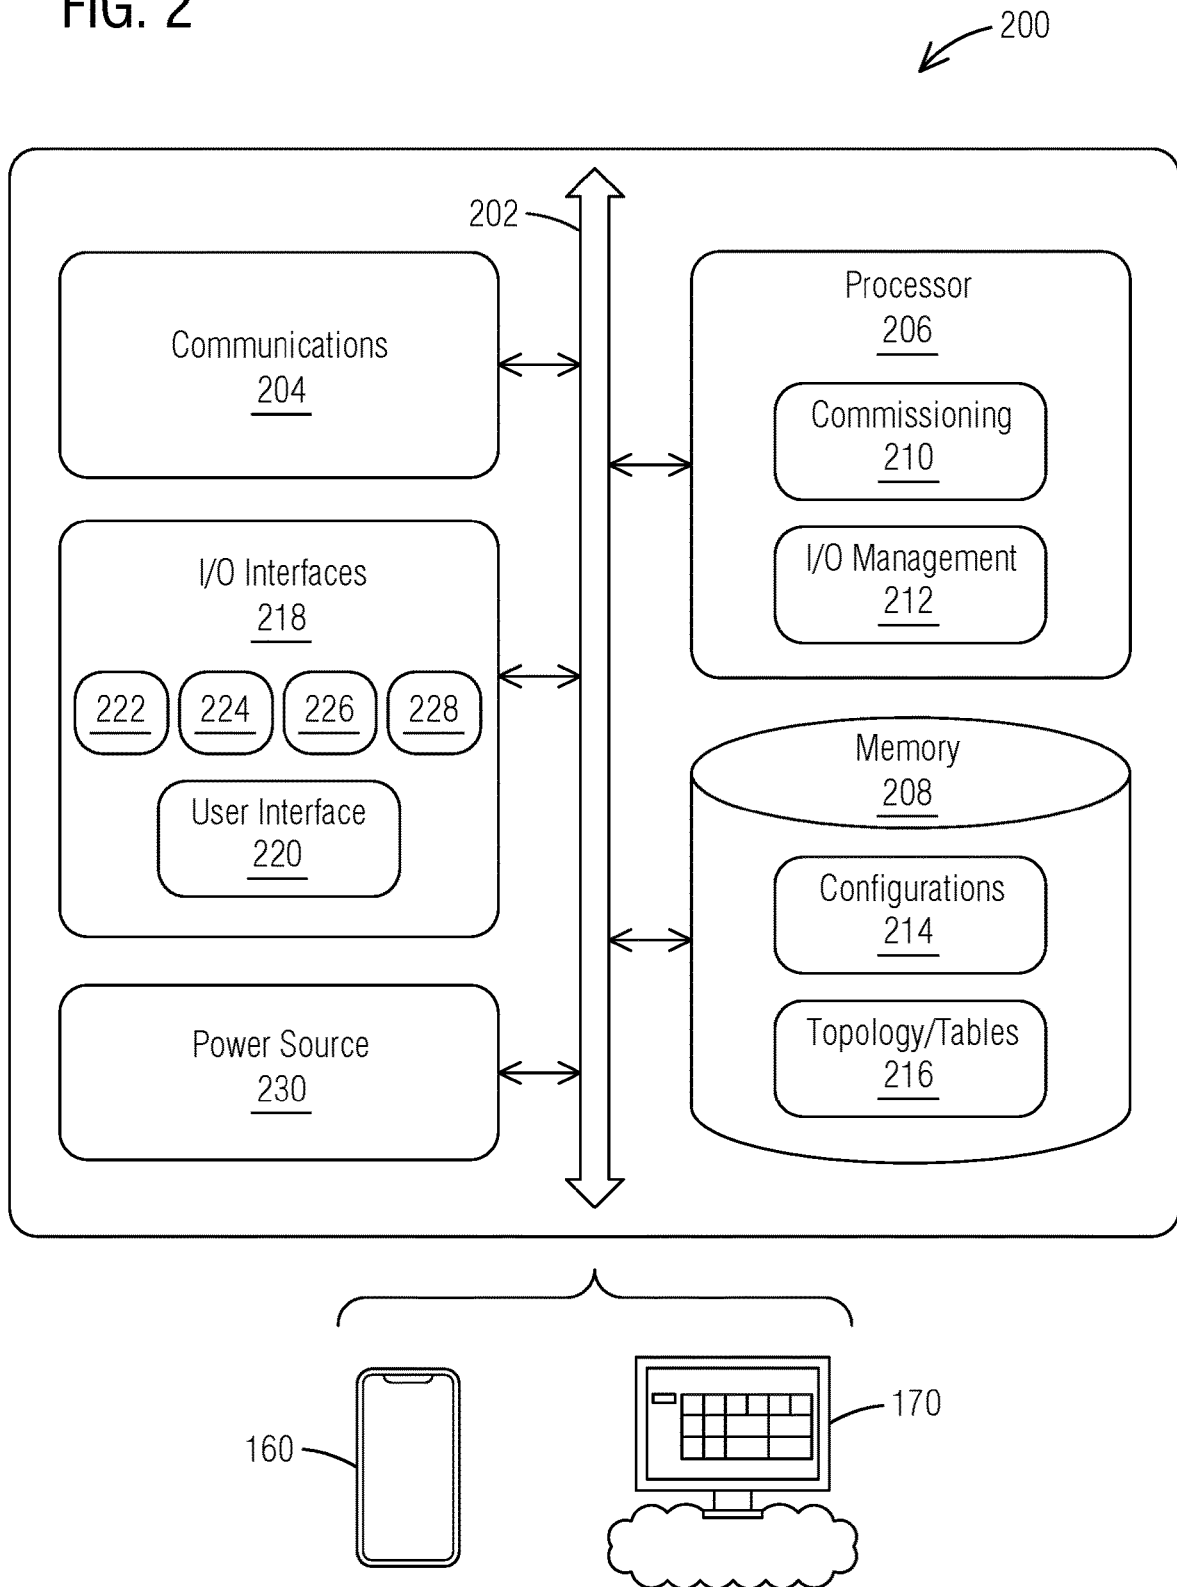 FIG. 2
200
202
Communications
204
Processor
206
Commissioning
210
I/O Management
212
I/O Interfaces
218
222 224 226 228
User Interface
220
Memory
208
Configurations
214
Topology/Tables
216
Power Source
230
160
170